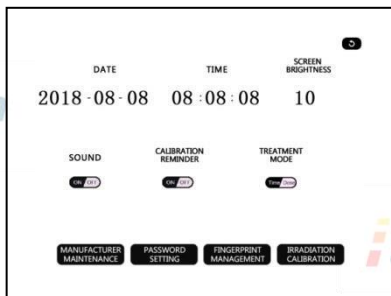 DATE TIME SCREEN BRIGHTNESS
2018-08-08 08:08:08 10
SOUND CALIBRATION REMINDER TREATMENT MODE
ON OFF ON OFF Time Dose
MANUFACTURER MAINTENANCE PASSWORD SETTING FINGERPRINT MANAGEMENT IRRADIATION CALIBRATION